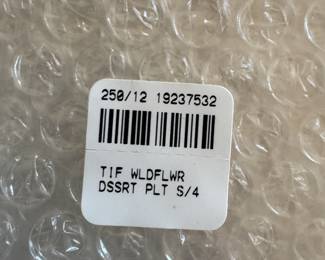 250/12 19237532
TIF WLDFLWR
DSSRT PLT S/4